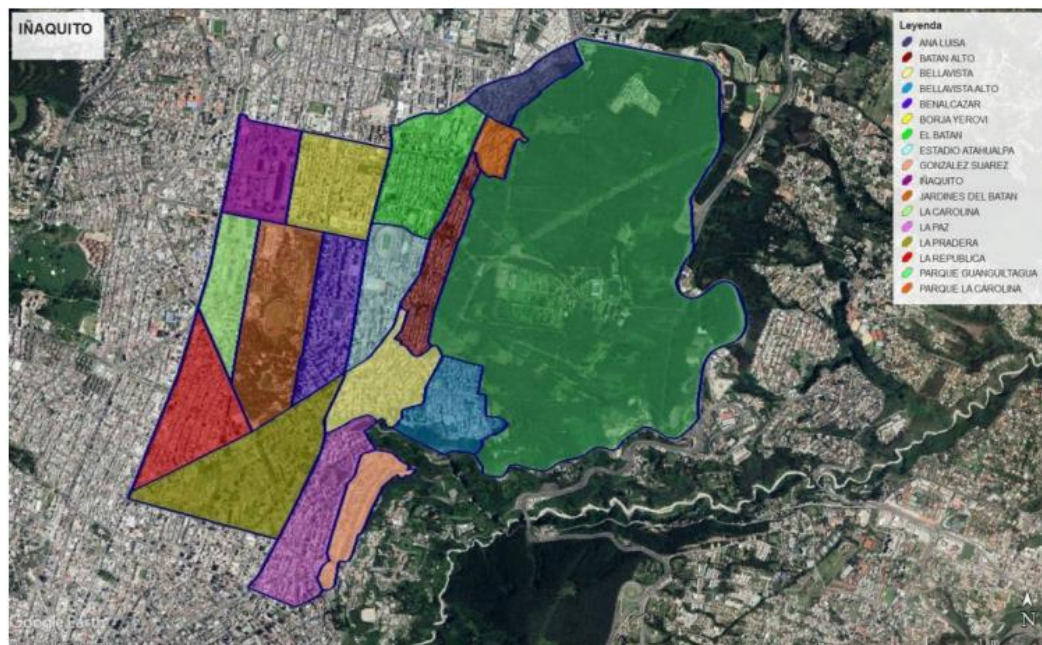 IÑAQUITO
Leyenda
ANA LUISA
BATAN ALTO
BELLAVISTA
BELLAVISTA ALTO
BENALCAZAR
BORJA YEROVI
EL BATAN
ESTADIO ATAHUALPA
GONZALEZ SUAREZ
IÑAQUITO
JARDINES DEL BATAN
LA CAROLINA
LA PAZ
LA PRADERA
LA REPUBLICA
PARQUE GUANGUILTAGUA
PARQUE LA CAROLINA
Google Earth
N